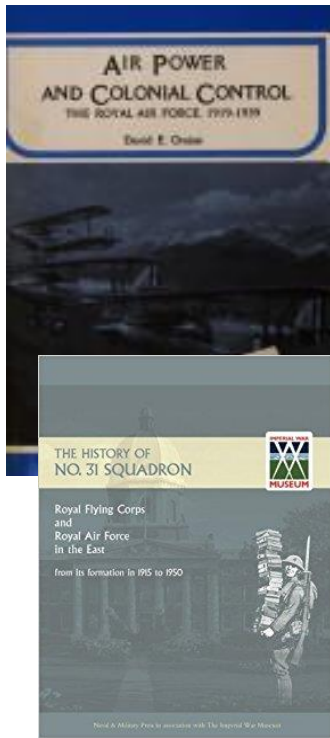 AIR POWER
AND COLONIAL CONTROL
THE ROYAL AIR FORCE, 1919-1939
David E. Omissi
IMPERIAL WAR
MUSEUM
THE HISTORY OF
NO. 31 SQUADRON
Royal Flying Corps
and
Royal Air Force
in the East
from its formation in 1915 to 1950
Naval & Military Press in association with The Imperial War Museum